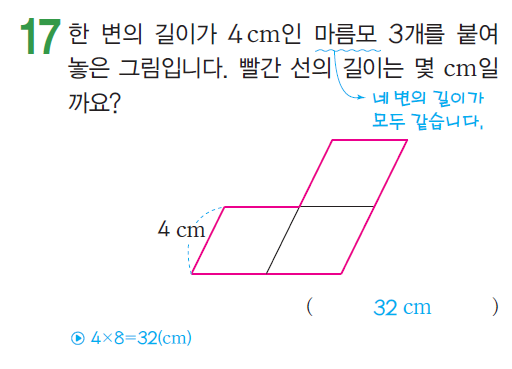 17 한 변의 길이가 4 cm인 마름모 3개를 붙여
놓은 그림입니다. 빨간 선의 길이는 몇 cm일
까요?
네 변의 길이가
모두 같습니다.
4 cm
( 32 cm )
▶ 4×8=32(cm)